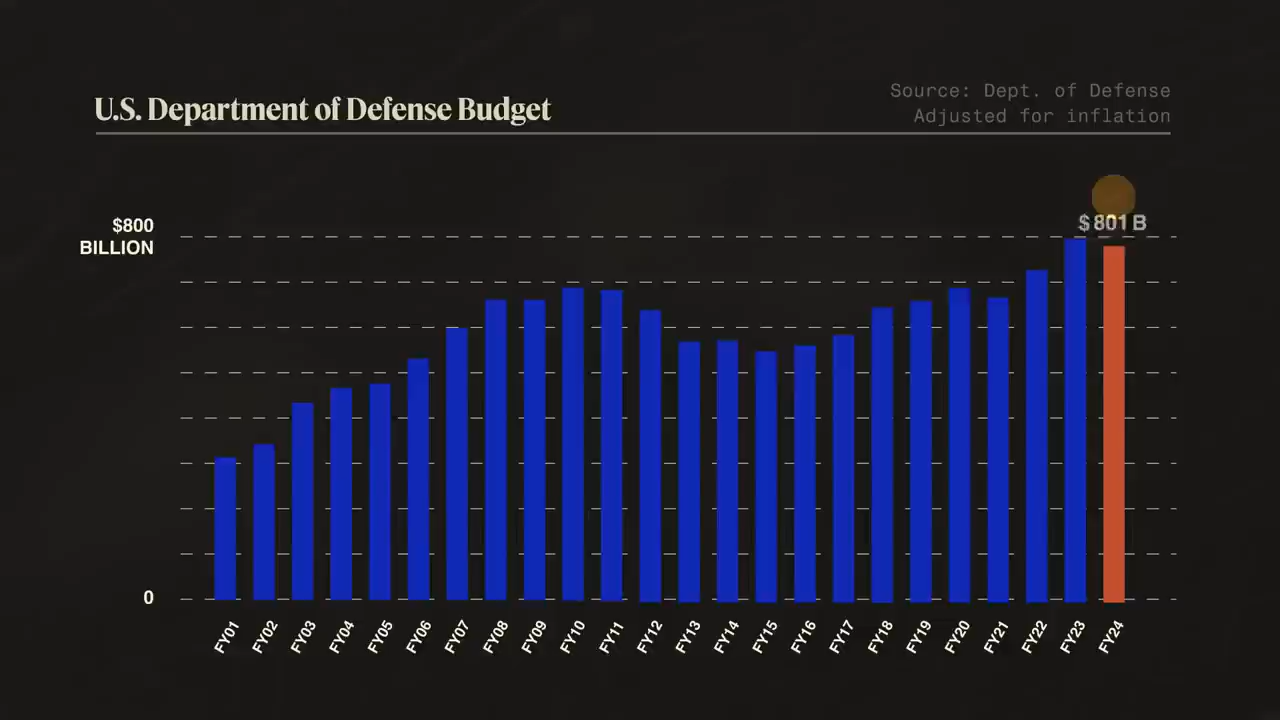 U.S. Department of Defense Budget
Source: Dept. of Defense
Adjusted for inflation
$800
BILLION
$801B
0
FY01
FY02
FY03
FY04
FY05
FY06
FY07
FY08
FY09
FY10
FY11
FY12
FY13
FY14
FY15
FY16
FY17
FY18
FY19
FY20
FY21
FY22
FY23
FY24